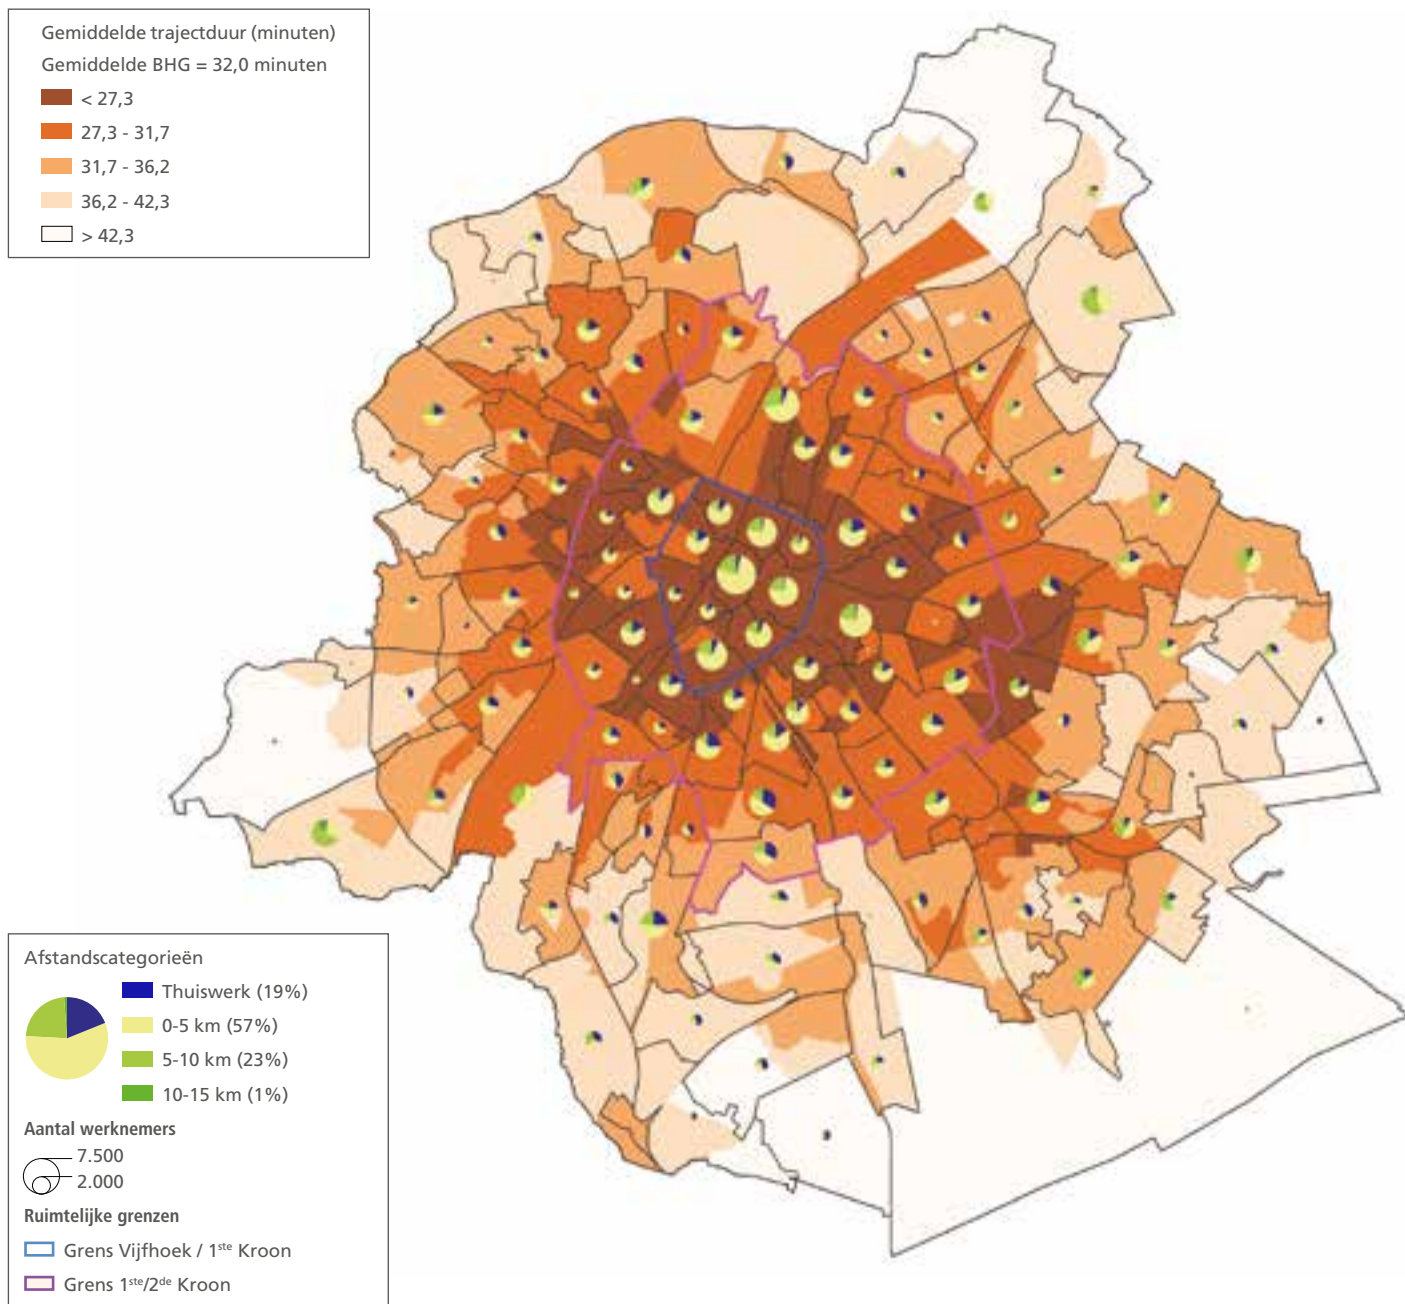 Gemiddelde trajectduur (minuten)
Gemiddelde BHG = 32,0 minuten
< 27,3
27,3 - 31,7
31,7 - 36,2
36,2 - 42,3
> 42,3
Afstandscategorieën
Thuiswerk (19%)
0-5 km (57%)
5-10 km (23%)
10-15 km (1%)
Aantal werknemers
7.500
2.000
Ruimtelijke grenzen
Grens Vijfhoek / 1ste Kroon
Grens 1ste/2de Kroon